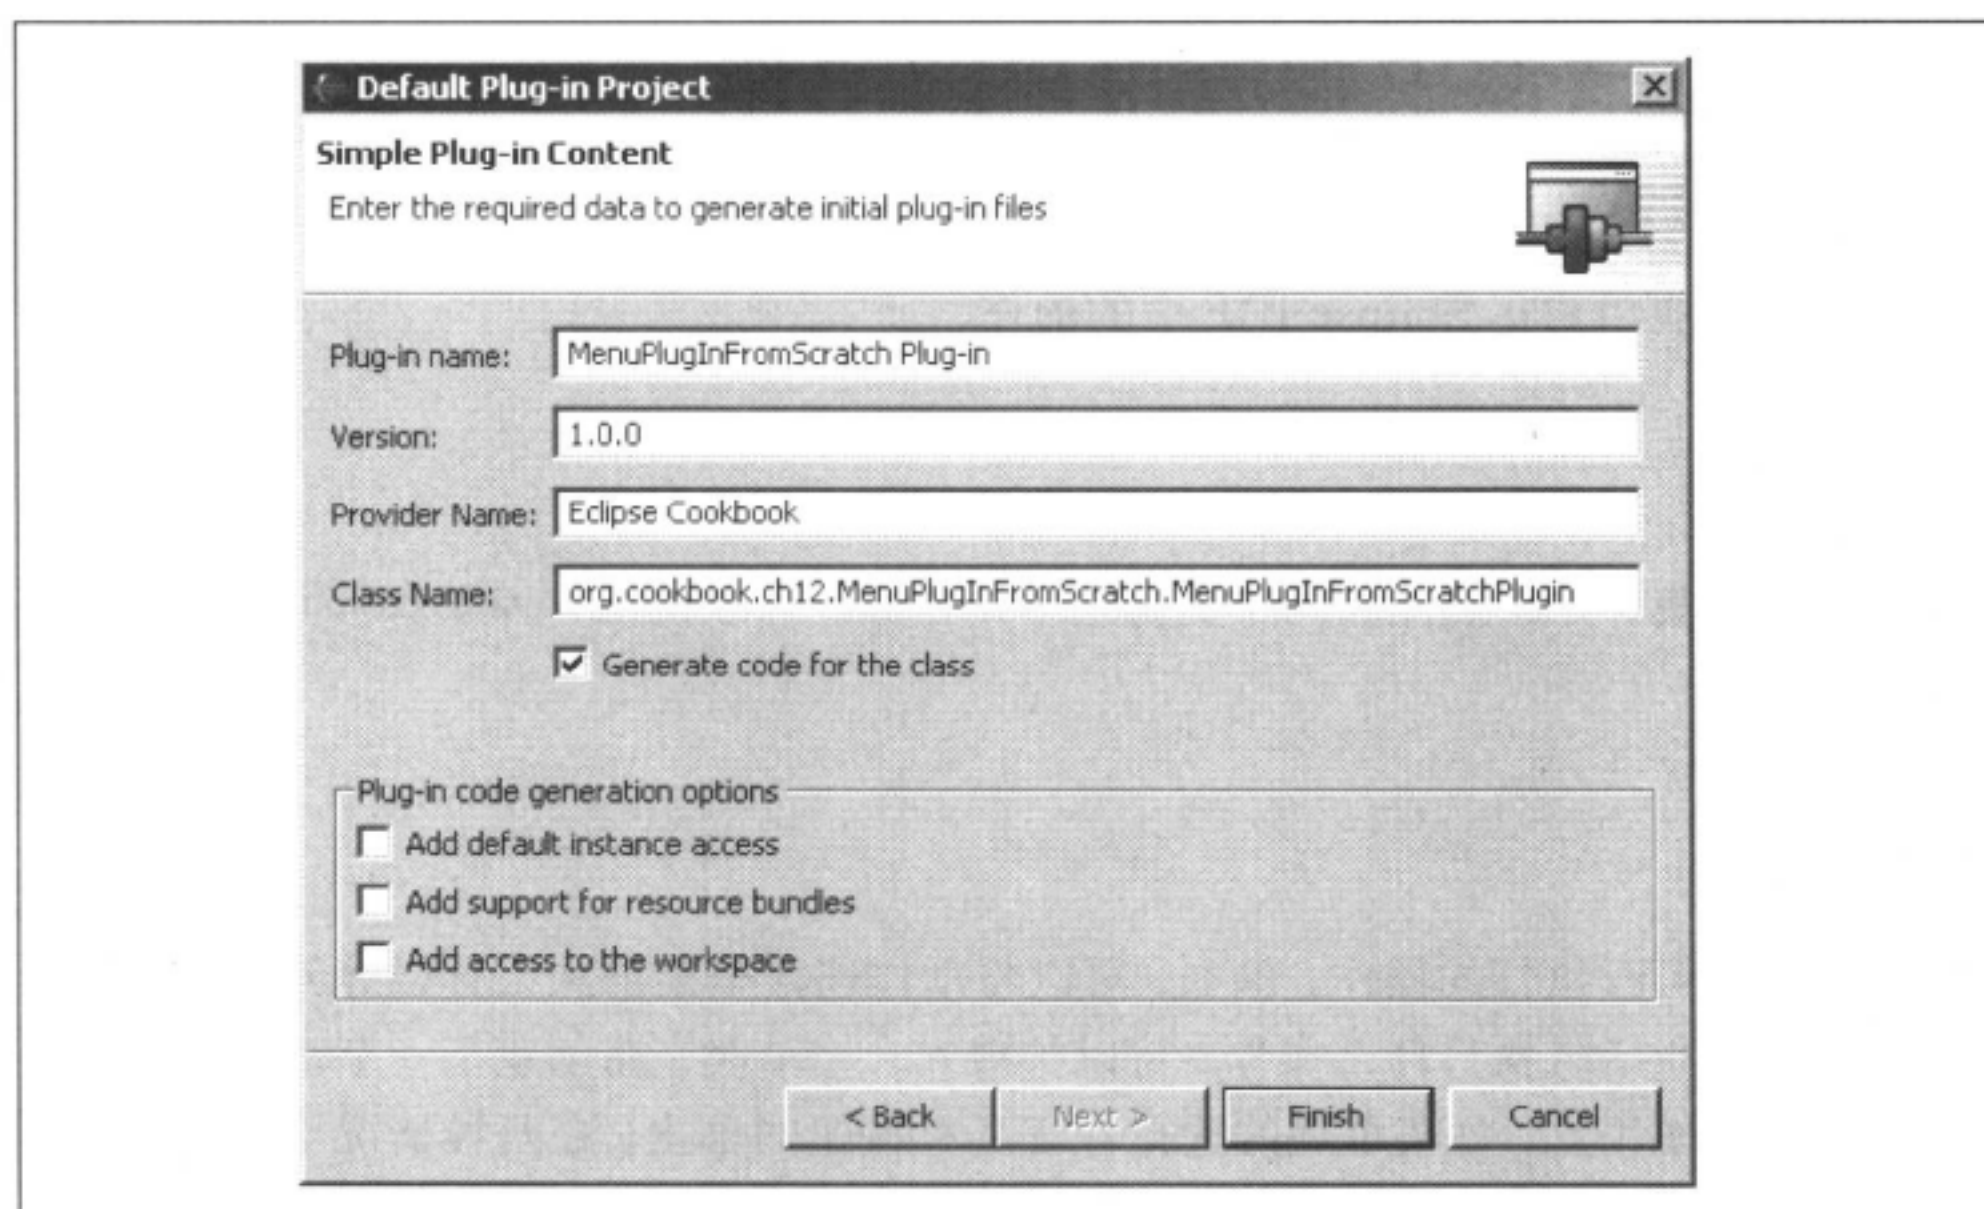 Default Plug-in Project
Simple Plug-in Content
Enter the required data to generate initial plug-in files
Plug-in name: MenuPlugInFromScratch Plug-in
Version: 1.0.0
Provider Name: Eclipse Cookbook
Class Name: org.cookbook.ch12.MenuPlugInFromScratch.MenuPlugInFromScratchPlugin
Generate code for the class
Plug-in code generation options
Add default instance access
Add support for resource bundles
Add access to the workspace
< Back Next > Finish Cancel